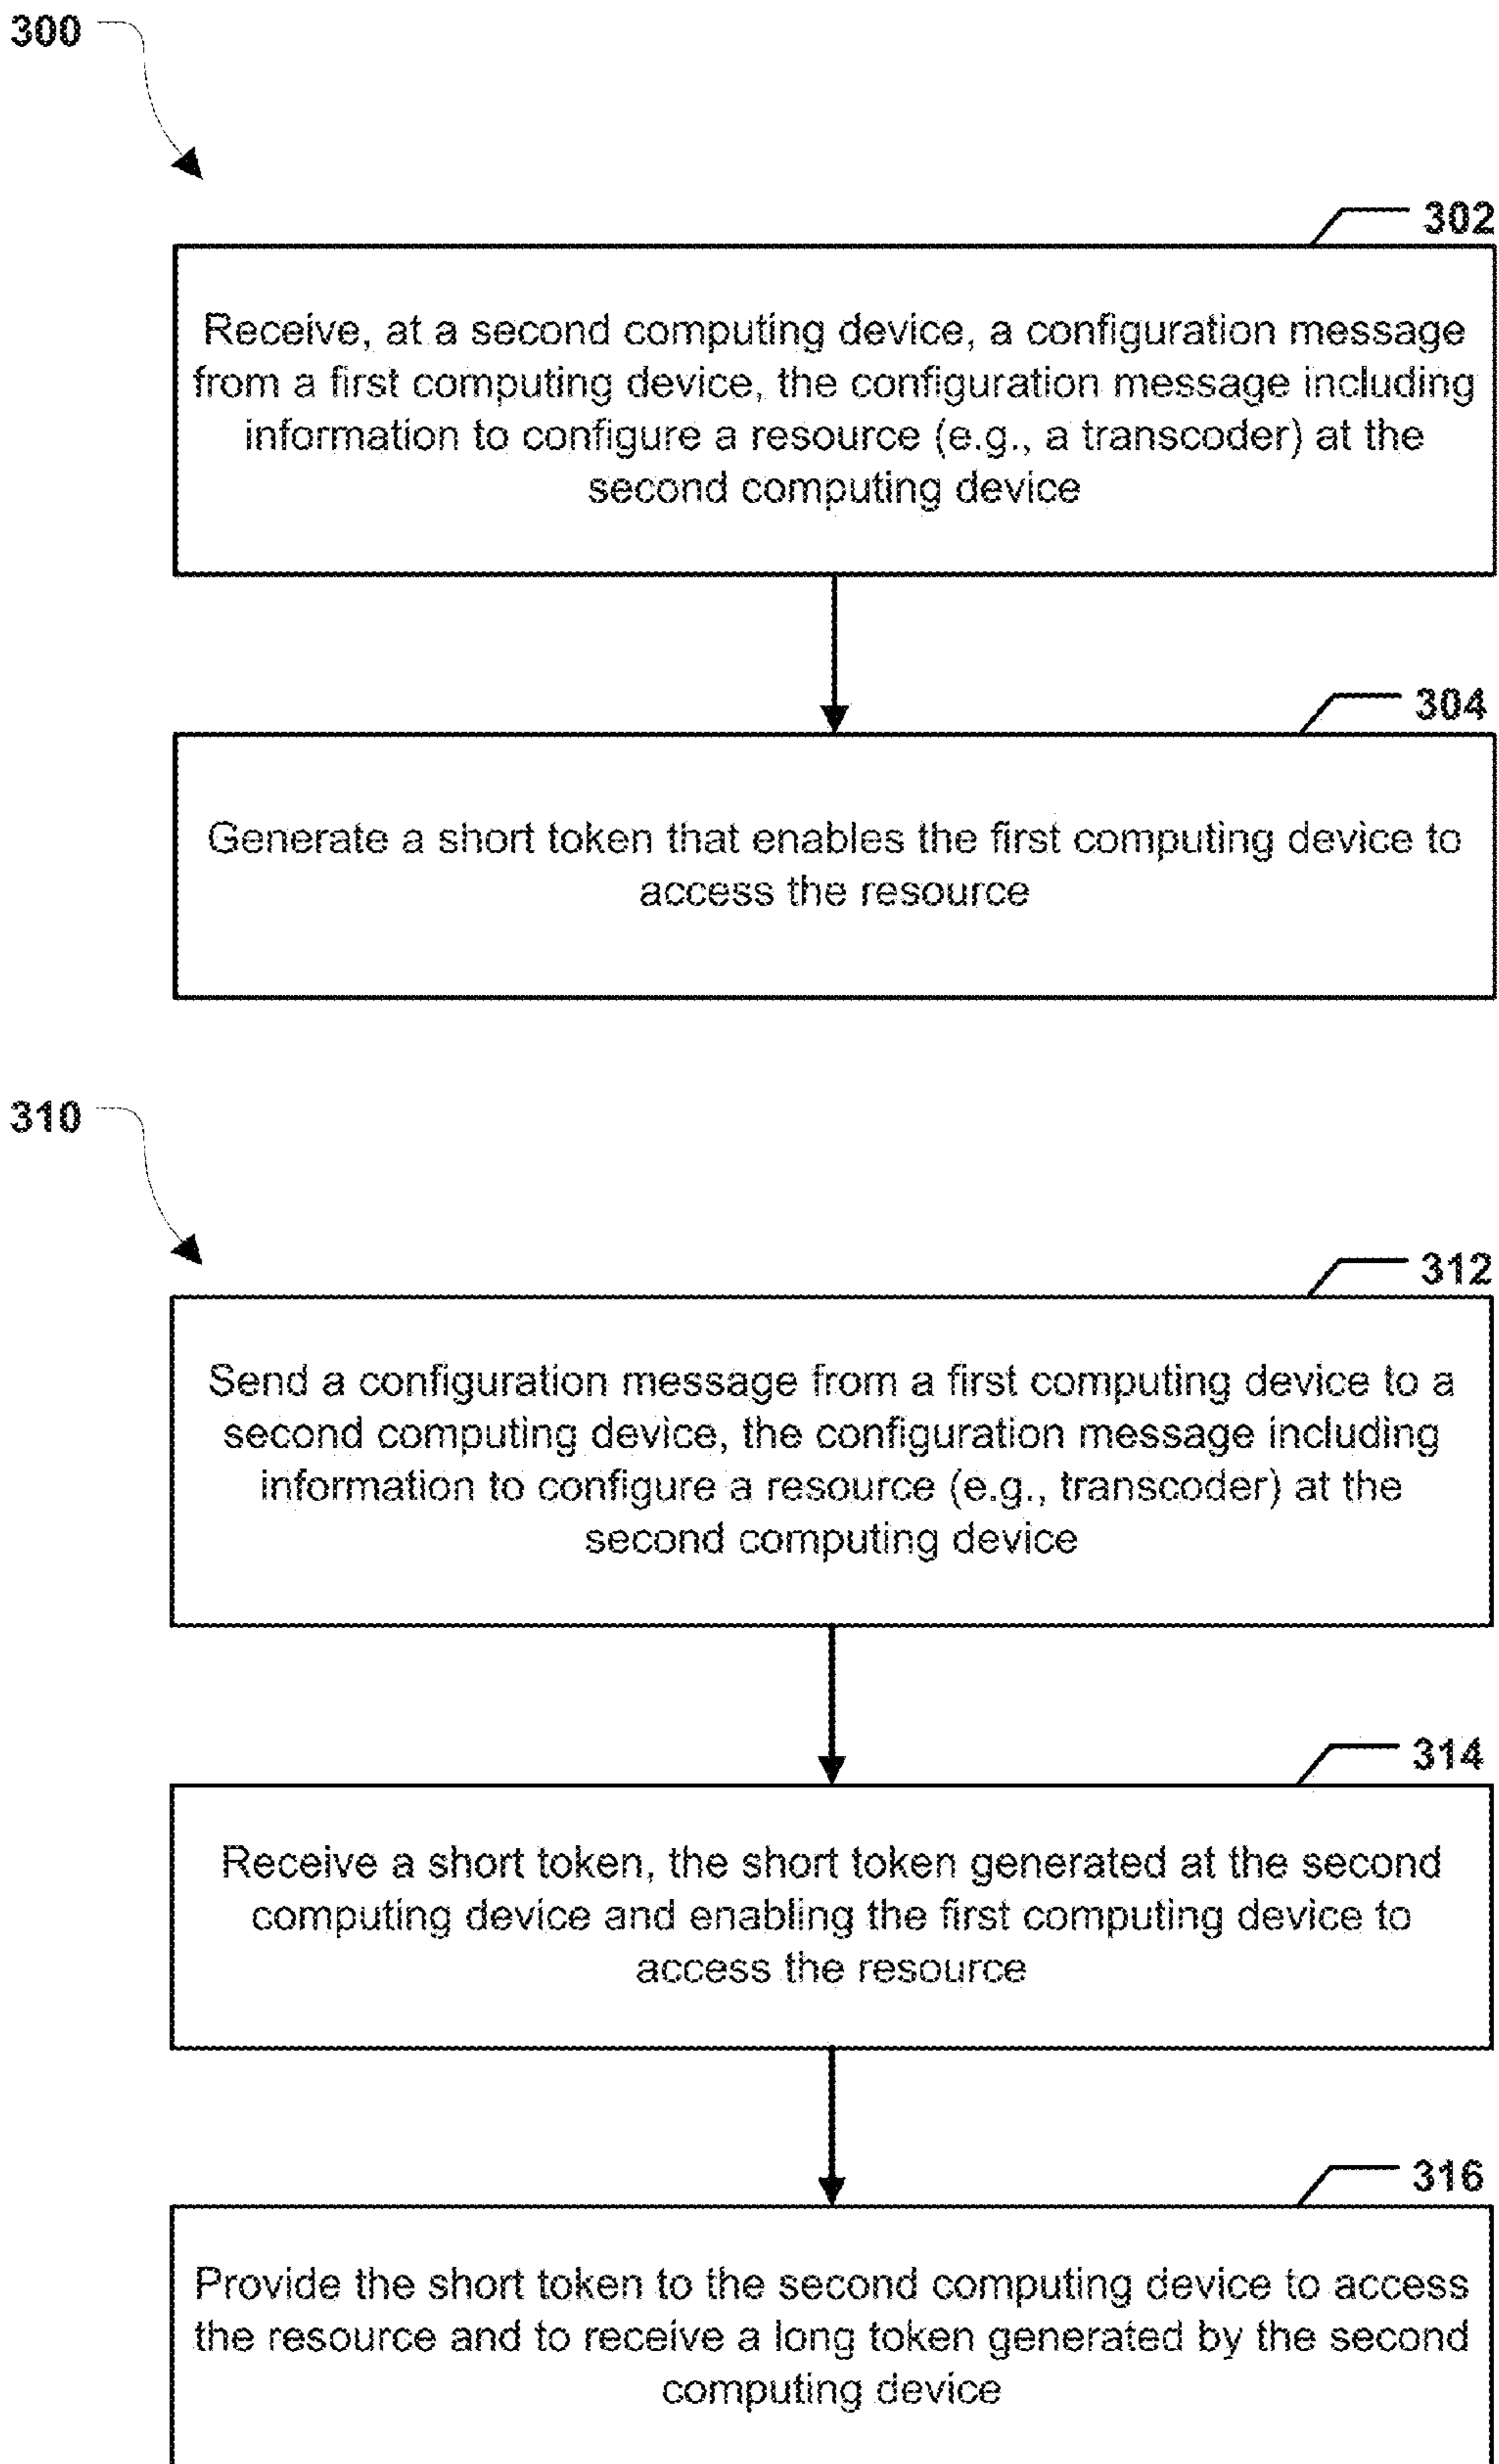 300
302
Receive, at a second computing device, a configuration message
from a first computing device, the configuration message including
information to configure a resource (e.g., a transcoder) at the
second computing device
304
Generate a short token that enables the first computing device to
access the resource
310
312
Send a configuration message from a first computing device to a
second computing device, the configuration message including
information to configure a resource (e.g., transcoder) at the
second computing device
314
Receive a short token, the short token generated at the second
computing device and enabling the first computing device to
access the resource
316
Provide the short token to the second computing device to access
the resource and to receive a long token generated by the second
computing device